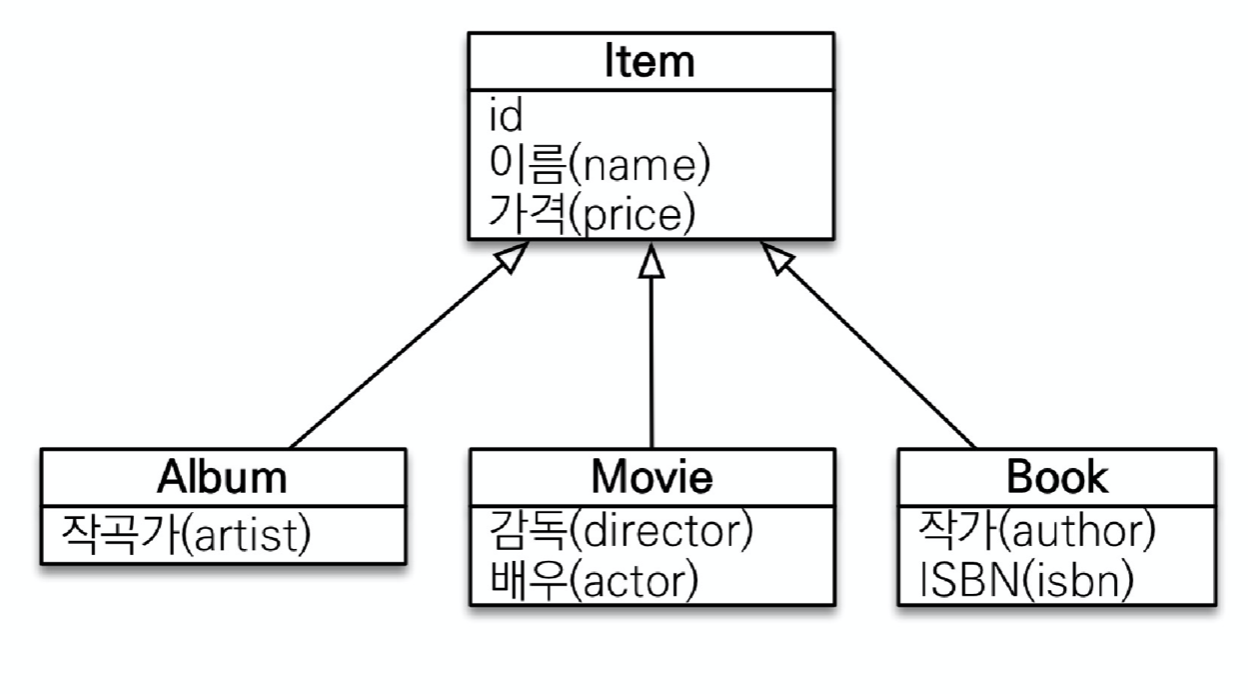 Item
id
이름(name)
가격(price)
Album
작곡가(artist)
Movie
감독(director)
배우(actor)
Book
작가(author)
ISBN(isbn)